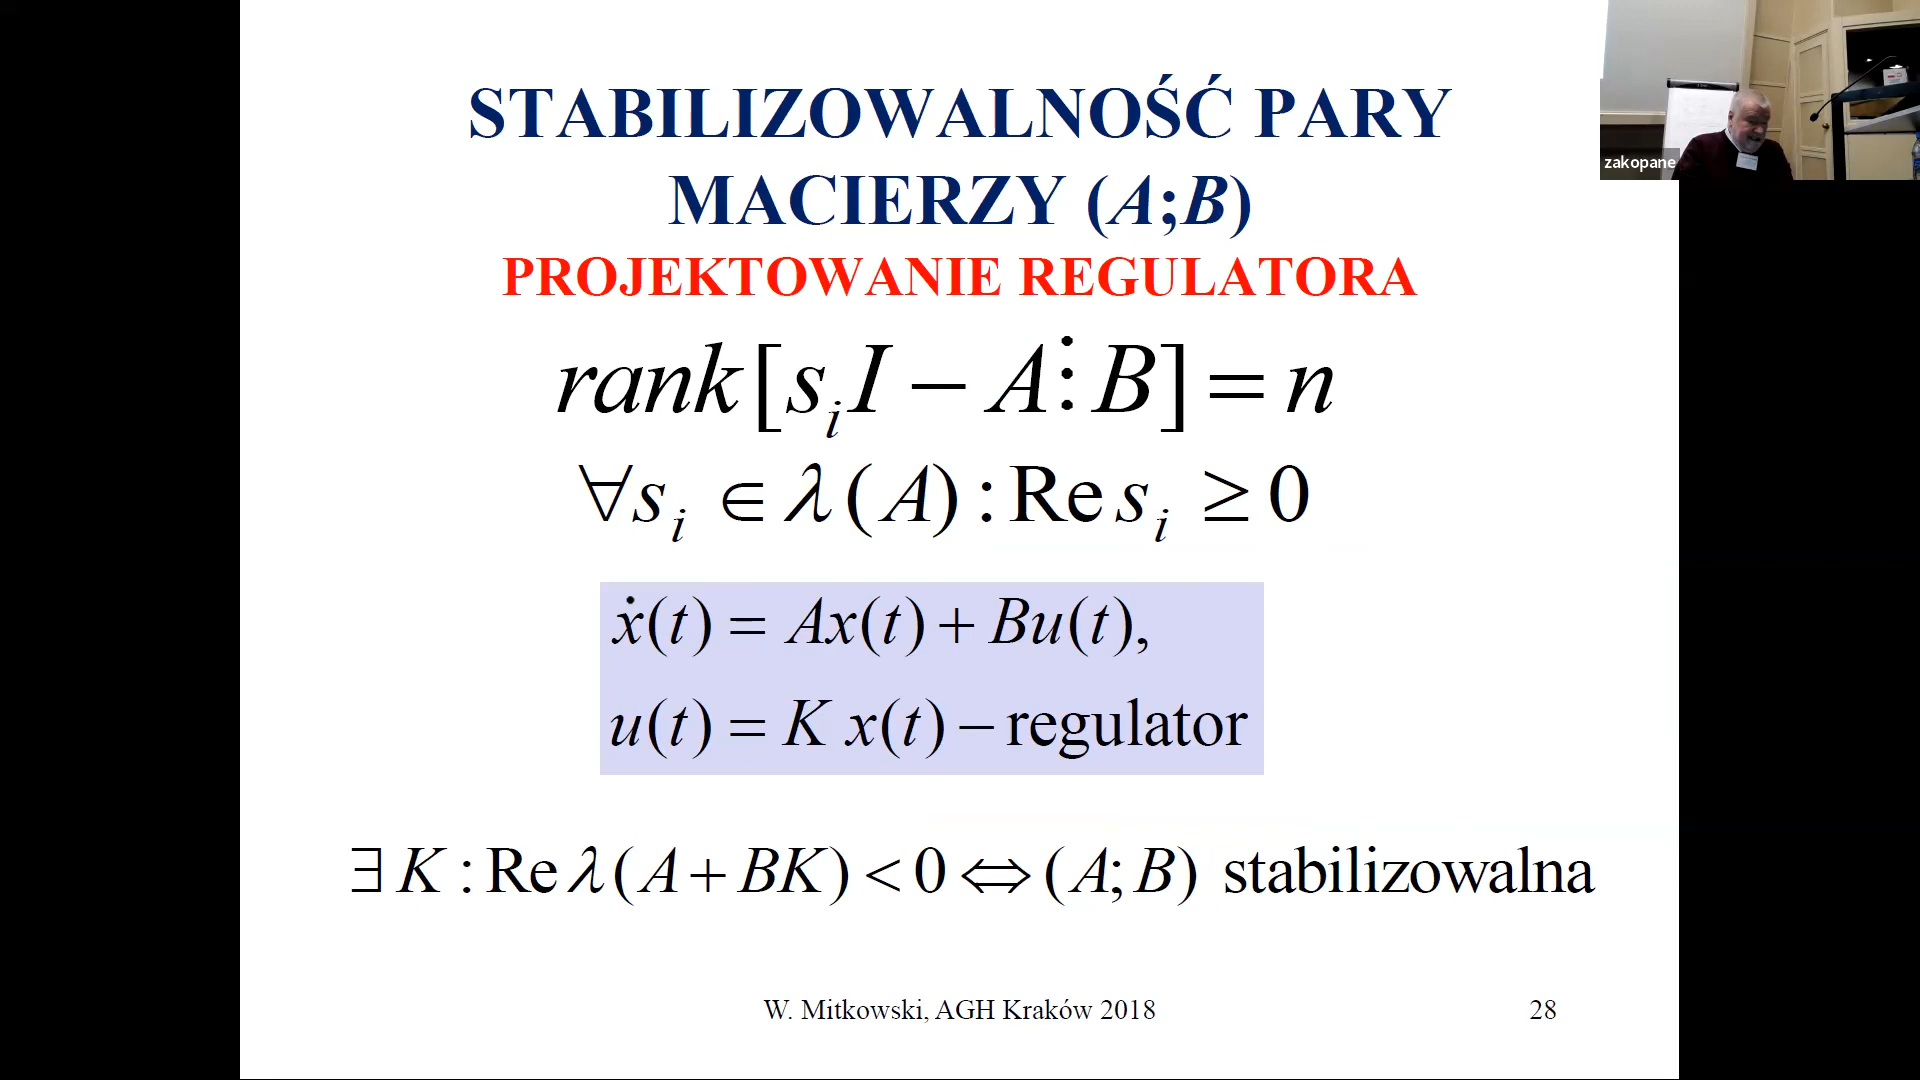 STABILIZOWALNOŚĆ PARY
MACIERZY (A;B)
PROJEKTOWANIE REGULATORA
rank[s_i I − A⋮B] = n
∀s_i ∈ λ(A) : Re s_i ≥ 0
ẋ(t) = Ax(t) + Bu(t),
u(t) = K x(t) − regulator
∃ K : Re λ(A + BK) < 0 ⇔ (A; B) stabilizowalna
W. Mitkowski, AGH Kraków 2018
28
zakopane